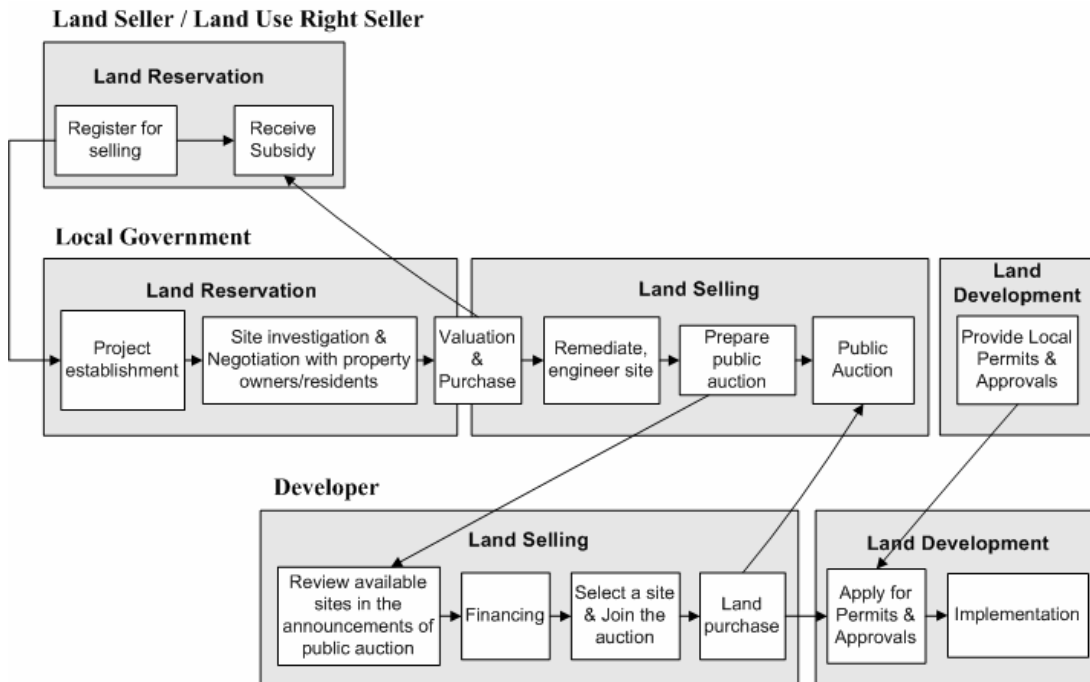 Land Seller / Land Use Right Seller
Land Reservation
Register for
selling
Receive
Subsidy
Local Government
Land Reservation
Project
establishment
Site investigation &
Negotiation with property
owners/residents
Valuation
&
Purchase
Land Selling
Remediate,
engineer site
Prepare
public
auction
Public
Auction
Land
Development
Provide Local
Permits &
Approvals
Developer
Land Selling
Review available
sites in the
announcements of
public auction
Financing
Select a site
& Join the
auction
Land
purchase
Land Development
Apply for
Permits &
Approvals
Implementation